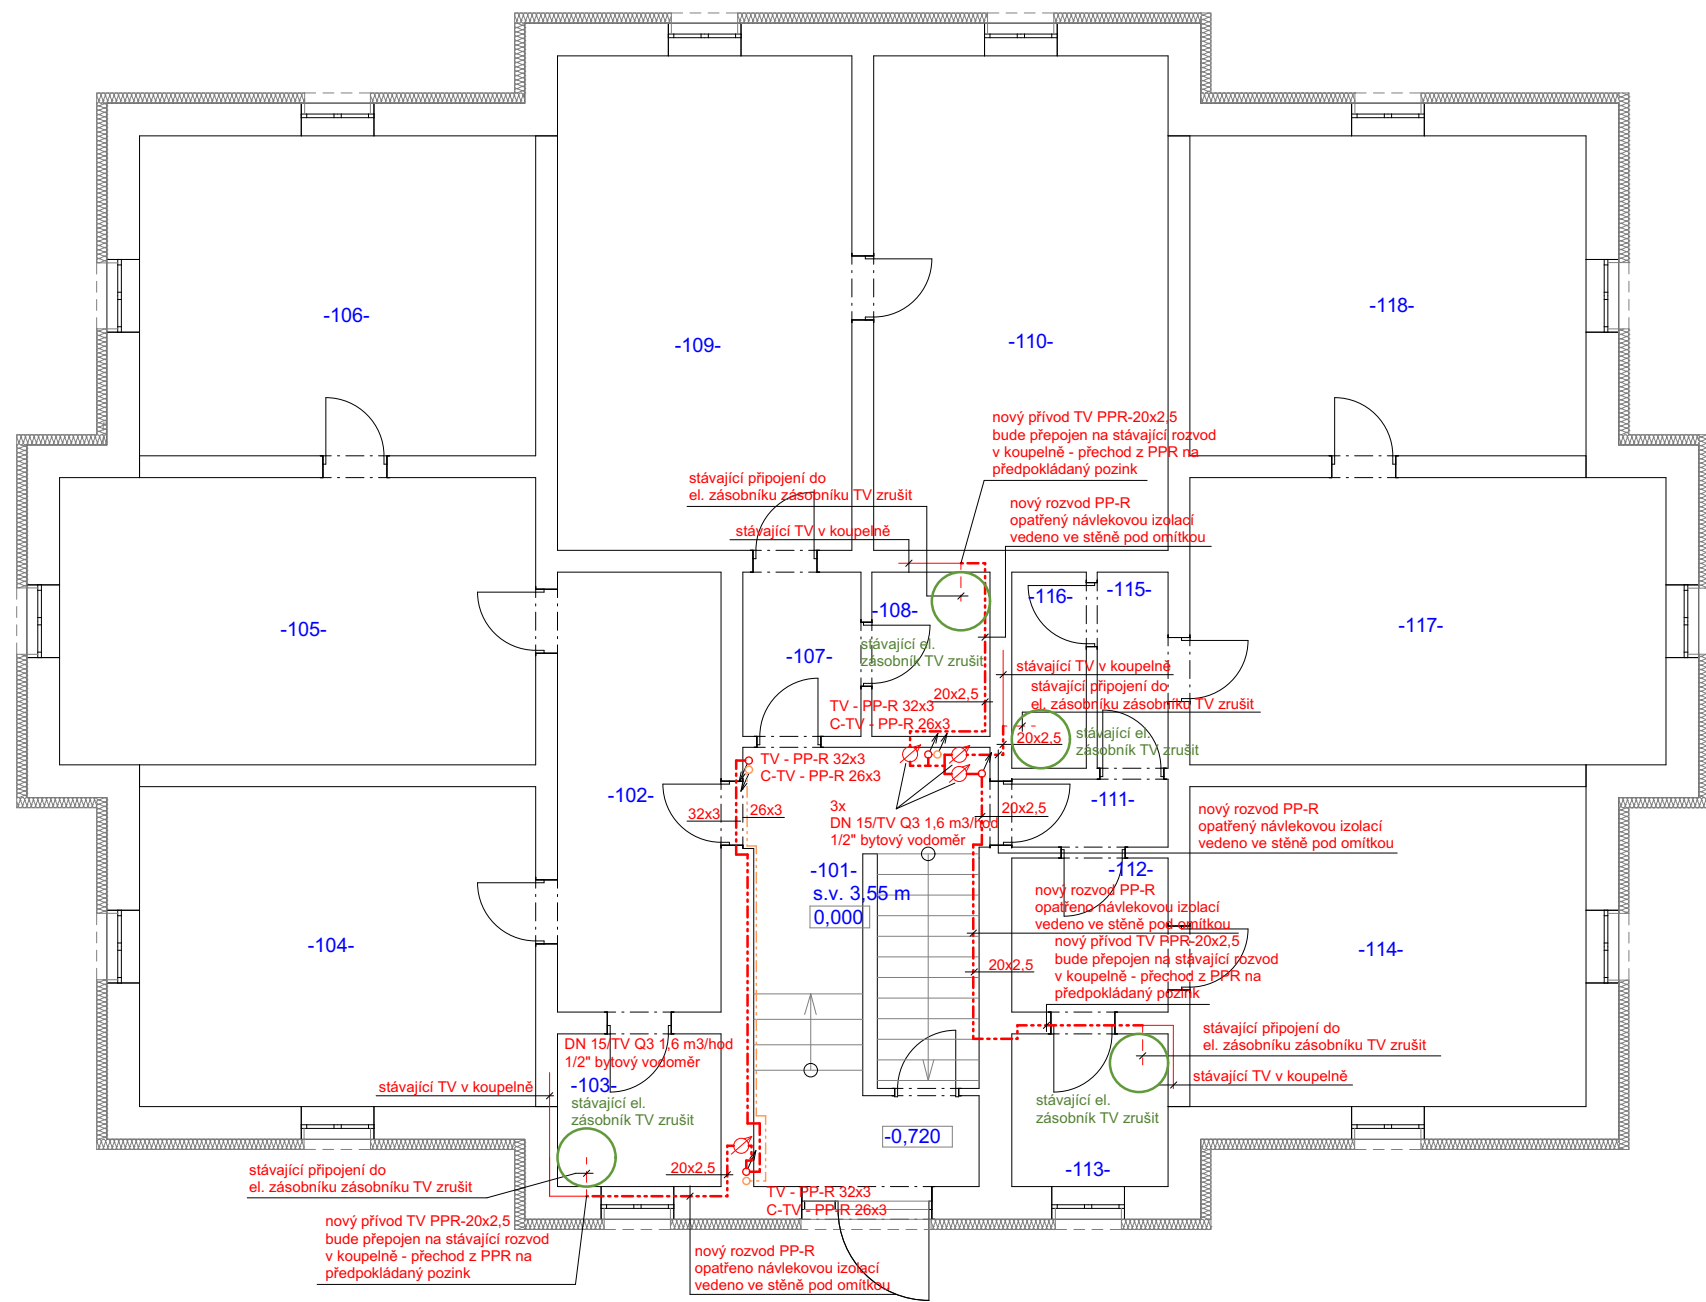 -106-
-109-
-110-
-118-
nový přívod TV PPR-20x2,5
bude přepojen na stávající rozvod
v koupelně - přechod z PPR na
předpokládaný pozink
stávající připojení do
el. zásobníku zásobníku TV zrušit
nový rozvod PP-R
opatřený návlekovou izolací
vedeno ve stěně pod omítkou
stávající TV v koupelně
-105-
-107-
-108-
-116-
-115-
-117-
stávající el.
zásobník TV zrušit
stávající TV v koupelně
stávající připojení do
el. zásobníku zásobníku TV zrušit
20x2,5
TV - PP-R 32x3
C-TV - PP-R 26x3
20x2,5
stávající el.
zásobník TV zrušit
TV - PP-R 32x3
C-TV - PP-R 26x3
-102-
32x3
26x3
3x
DN 15/TV Q3 1,6 m3/hod
1/2" bytový vodoměr
20x2,5
-111-
nový rozvod PP-R
opatřený návlekovou izolací
vedeno ve stěně pod omítkou
-101-
s.v. 3,55 m
0,000
-112-
nový rozvod PP-R
opatřeno návlekovou izolací
vedeno ve stěně pod omítkou
nový přívod TV PPR-20x2,5
bude přepojen na stávající rozvod
v koupelně - přechod z PPR na
předpokládaný pozink
20x2,5
-104-
-114-
stávající připojení do
el. zásobníku zásobníku TV zrušit
stávající TV v koupelně
DN 15/TV Q3 1,6 m3/hod
1/2" bytový vodoměr
stávající TV v koupelně
-103-
stávající el.
zásobník TV zrušit
stávající el.
zásobník TV zrušit
-0,720
-113-
20x2,5
stávající připojení do
el. zásobníku zásobníku TV zrušit
TV - PP-R 32x3
C-TV - PP-R 26x3
nový přívod TV PPR-20x2,5
bude přepojen na stávající rozvod
v koupelně - přechod z PPR na
předpokládaný pozink
nový rozvod PP-R
opatřeno návlekovou izolací
vedeno ve stěně pod omítkou